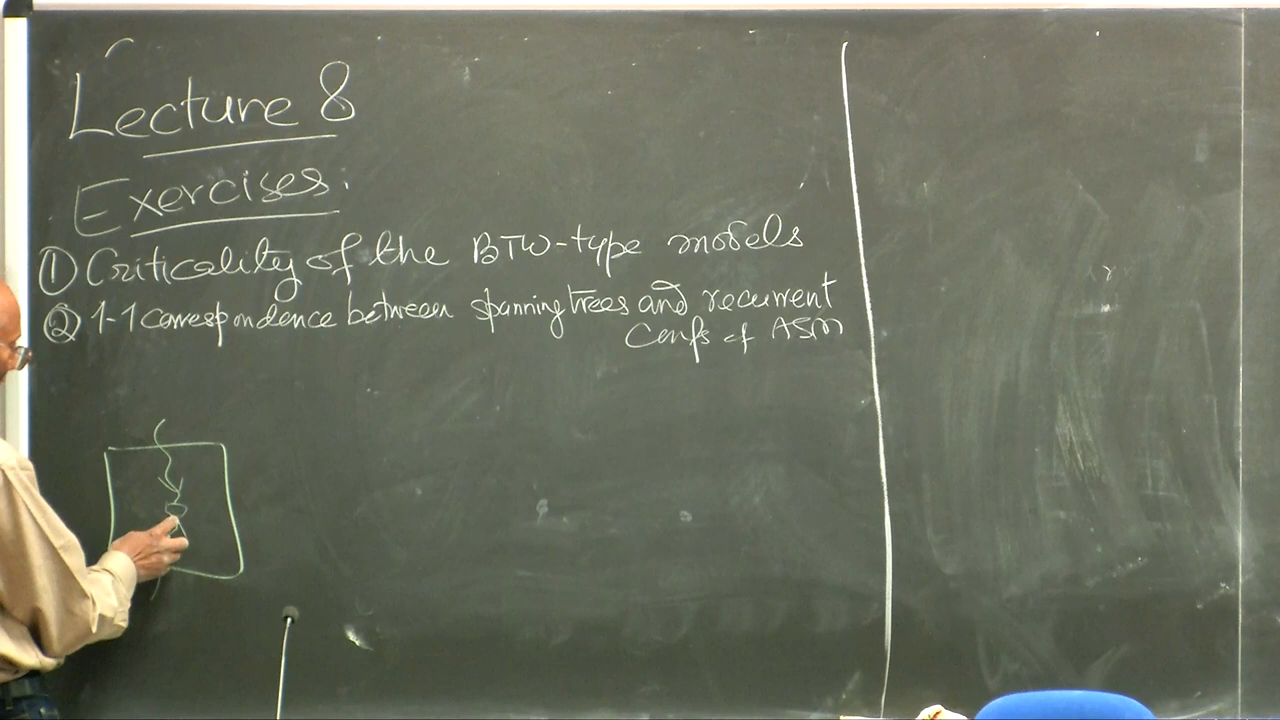 Lecture 8
Exercises.
① Criticality of the BTW-type models
② 1-1 correspondence between spanning trees and recurrent
Confs of ASM